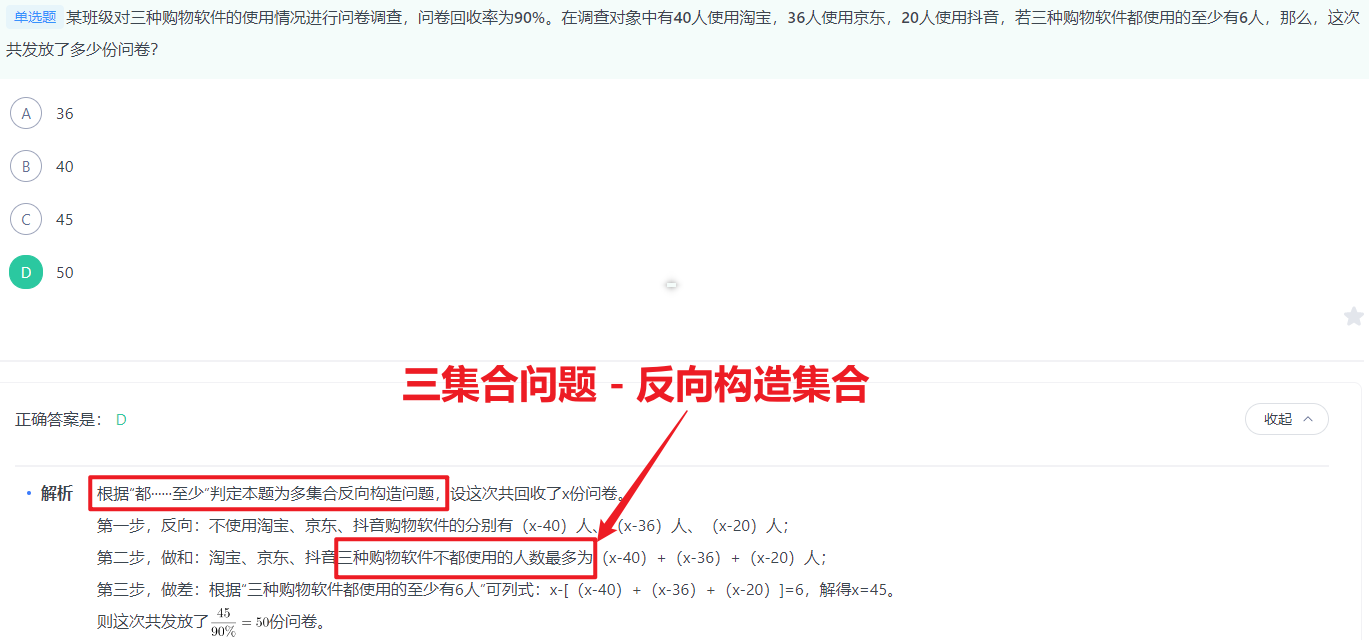 单选题 某班级对三种购物软件的使用情况进行问卷调查，问卷回收率为90%。在调查对象中有40人使用淘宝，36人使用京东，20人使用抖音，若三种购物软件都使用的至少有6人，那么，这次
共发放了多少份问卷？
A 36
B 40
C 45
D 50
三集合问题 - 反向构造集合
正确答案是： D
收起
• 解析 根据“都……至少”判定本题为多集合反向构造问题，设这次共回收了x份问卷。
第一步，反向：不使用淘宝、京东、抖音购物软件的分别有（x-40）人、（x-36）人、（x-20）人；
第二步，做和：淘宝、京东、抖音三种购物软件不都使用的人数最多为（x-40）+（x-36）+（x-20）人；
第三步，做差：根据“三种购物软件都使用的至少有6人”可列式：x-[（x-40）+（x-36）+（x-20）]=6，解得x=45。
则这次共发放了45/90% = 50份问卷。